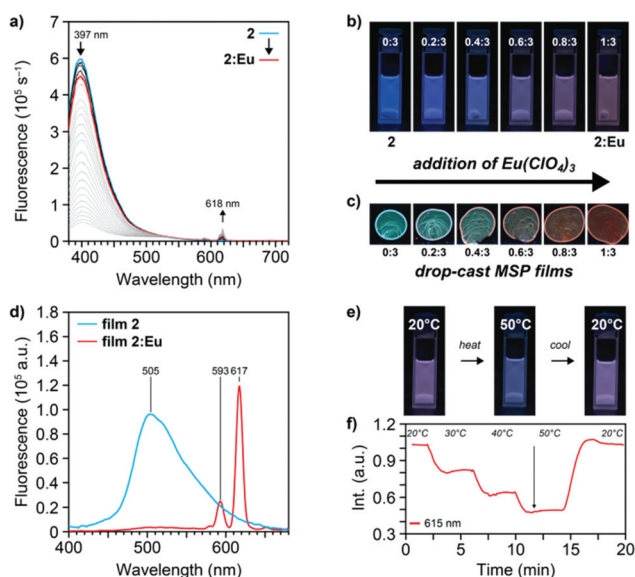 a)
397 nm
2
2:Eu
618 nm
Fluorescence (10⁵ s⁻¹)
7
6
5
4
3
2
1
0
400 450 500 550 600 650 700
Wavelength (nm)
b)
0:3 0.2:3 0.4:3 0.6:3 0.8:3 1:3
2 2:Eu
addition of Eu(ClO₄)₃
c)
0:3 0.2:3 0.4:3 0.6:3 0.8:3 1:3
drop-cast MSP films
d)
film 2
film 2:Eu
505 593 617
Fluorescence (10⁵ a.u.)
1.8
1.6
1.4
1.2
1.0
0.8
0.6
0.4
0.2
0
400 500 600
Wavelength (nm)
e)
20°C 50°C 20°C
heat cool
f)
20°C 30°C 40°C 50°C 20°C
Int. (a.u.)
1.2
0.9
0.6
0.3
615 nm
0 5 10 15 20
Time (min)